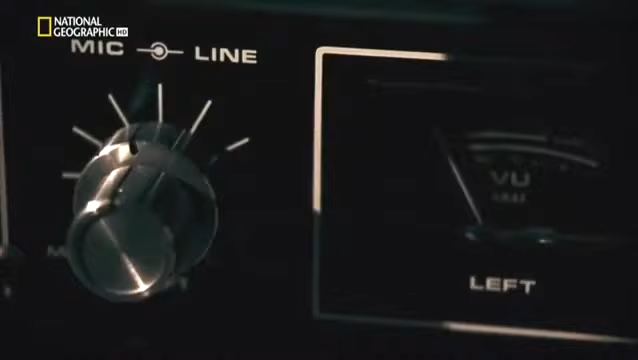 NATIONAL
GEOGRAPHIC HD
MIC LINE
VU
LEFT